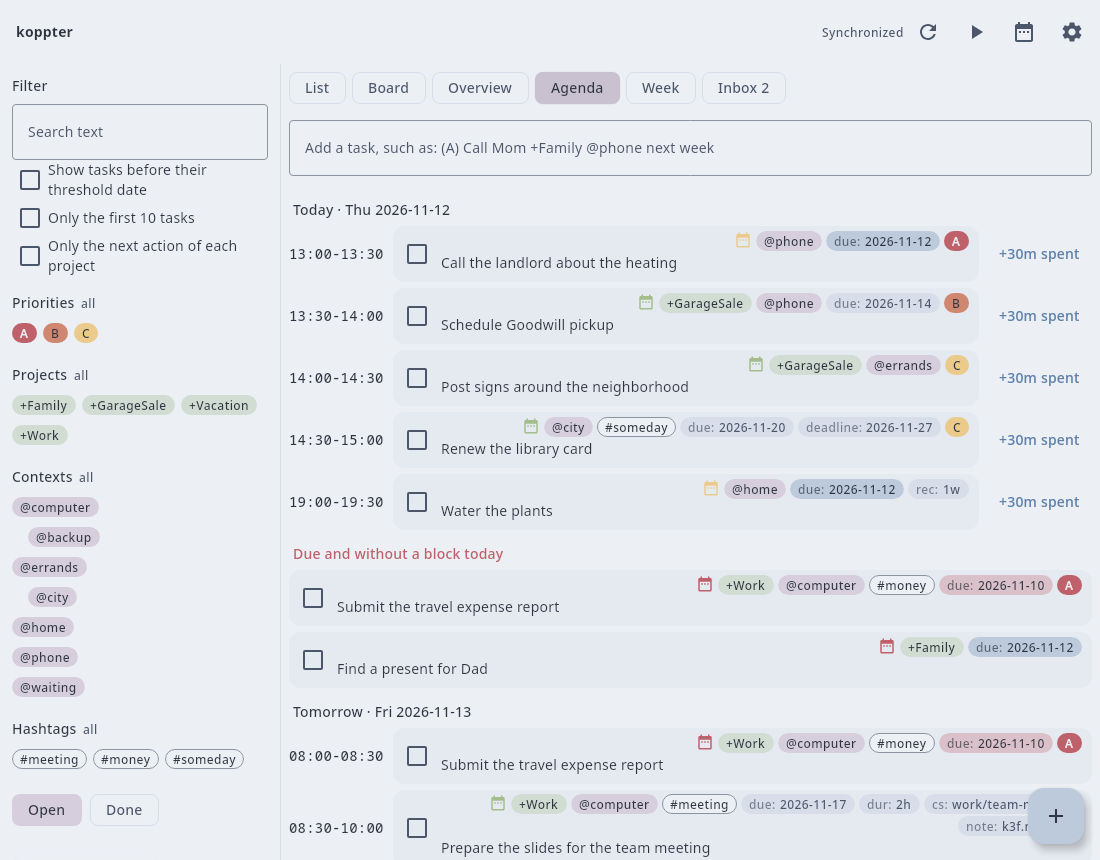 koppter
Synchronized
Filter
Search text
Show tasks before their
threshold date
Only the first 10 tasks
Only the next action of each
project
Priorities all
A B C
Projects all
+Family +GarageSale +Vacation
+Work
Contexts all
@computer
@backup
@errands
@city
@home
@phone
@waiting
Hashtags all
#meeting #money #someday
Open Done
List Board Overview Agenda Week Inbox 2
Add a task, such as: (A) Call Mom +Family @phone next week
Today · Thu 2026-11-12
@phone due: 2026-11-12 A
13:00-13:30 Call the landlord about the heating +30m spent
+GarageSale @phone due: 2026-11-14 B
13:30-14:00 Schedule Goodwill pickup +30m spent
+GarageSale @errands C
14:00-14:30 Post signs around the neighborhood +30m spent
@city #someday due: 2026-11-20 deadline: 2026-11-27 C
14:30-15:00 Renew the library card +30m spent
@home due: 2026-11-12 rec: 1w
19:00-19:30 Water the plants +30m spent
Due and without a block today
+Work @computer #money due: 2026-11-10 A
Submit the travel expense report
+Family due: 2026-11-12
Find a present for Dad
Tomorrow · Fri 2026-11-13
+Work @computer #money due: 2026-11-10 A
08:00-08:30 Submit the travel expense report
+Work @computer #meeting due: 2026-11-17 dur: 2h cs:
note:
08:30-10:00 Prepare the slides for the team meeting